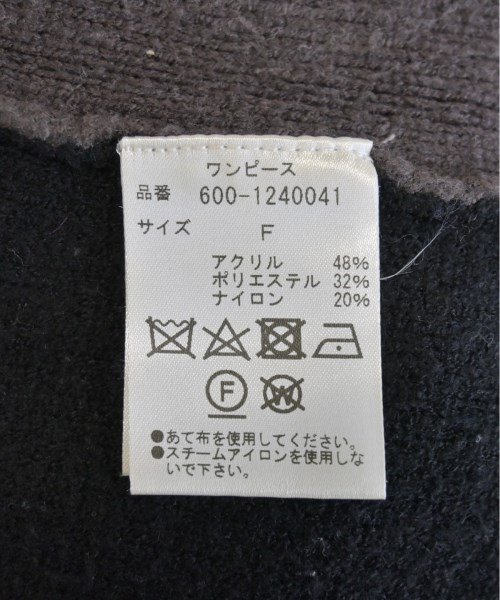 ワンピース
品番 600-1240041
サイズ F
アクリル 48%
ポリエステル 32%
ナイロン 20%
F W
●あて布を使用してください。
●スチームアイロンを使用しな
いで下さい。